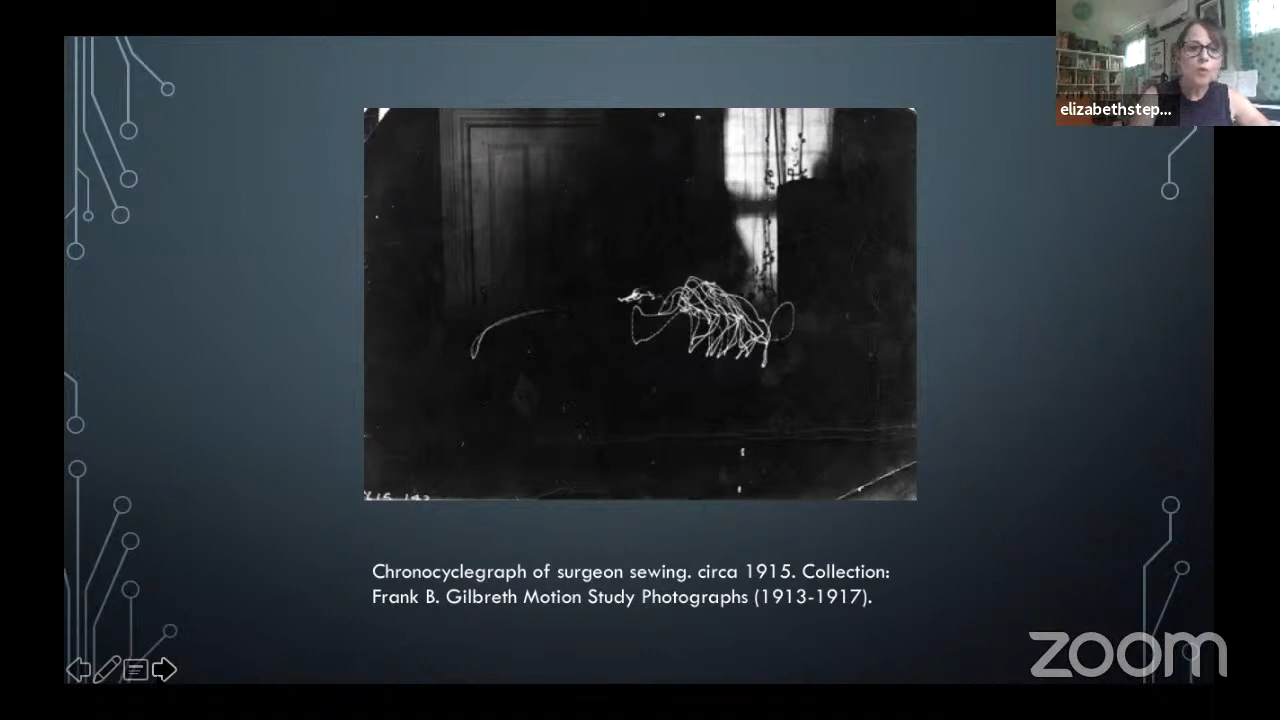 elizabethstep...
Chronocyclegraph of surgeon sewing. circa 1915. Collection:
Frank B. Gilbreth Motion Study Photographs (1913-1917).
zoom